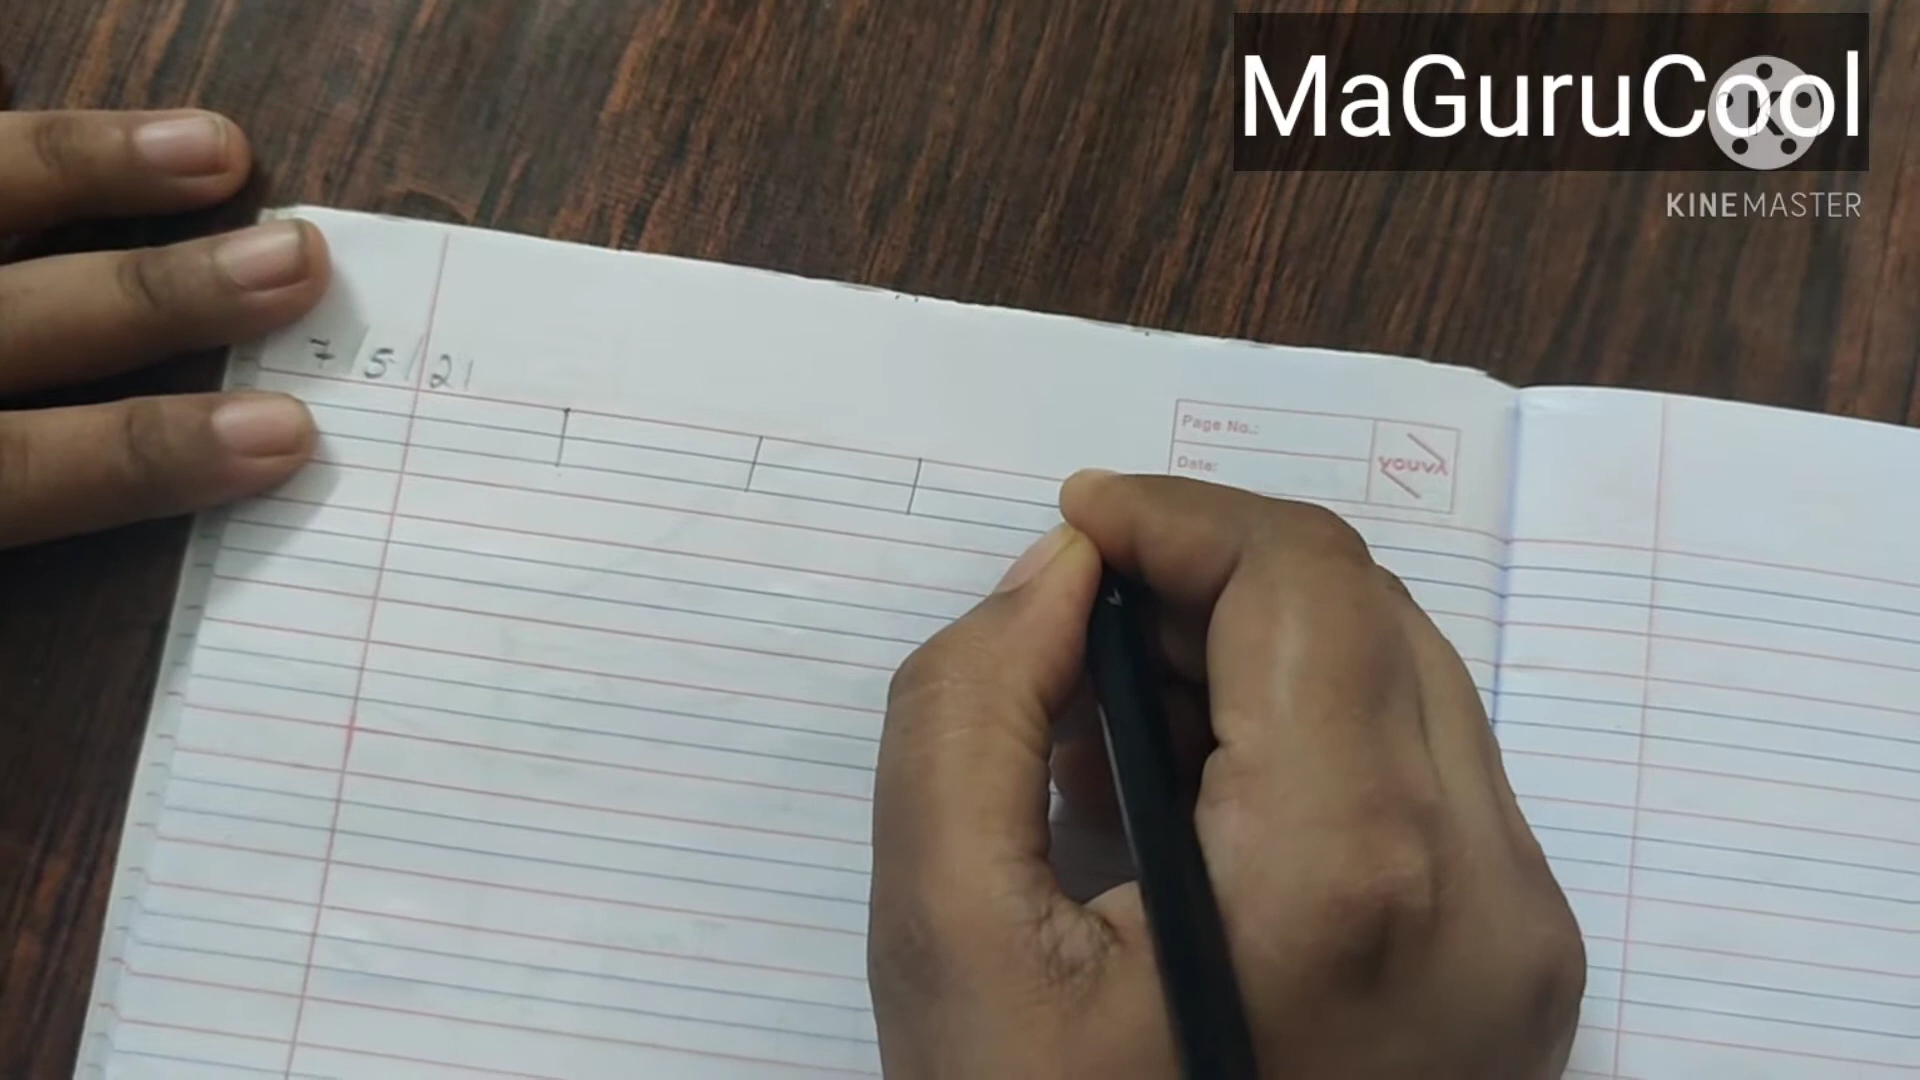 MaGuruCool
KINEMASTER
7/5/21
Page No.:
Date:
YOUVA